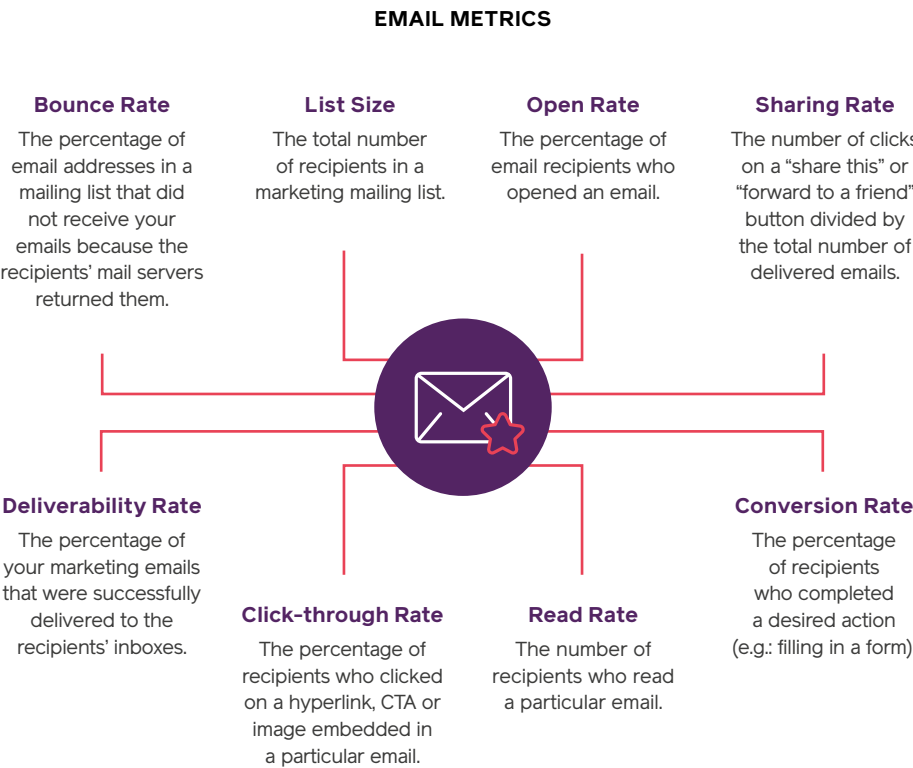 EMAIL METRICS
Bounce Rate
The percentage of
email addresses in a
mailing list that did
not receive your
emails because the
recipients’ mail servers
returned them.
List Size
The total number
of recipients in a
marketing mailing list.
Open Rate
The percentage of
email recipients who
opened an email.
Sharing Rate
The number of clicks
on a “share this” or
“forward to a friend”
button divided by
the total number of
delivered emails.
Deliverability Rate
The percentage of
your marketing emails
that were successfully
delivered to the
recipients’ inboxes.
Click-through Rate
The percentage of
recipients who clicked
on a hyperlink, CTA or
image embedded in
a particular email.
Read Rate
The number of
recipients who read
a particular email.
Conversion Rate
The percentage
of recipients
who completed
a desired action
(e.g.: filling in a form)